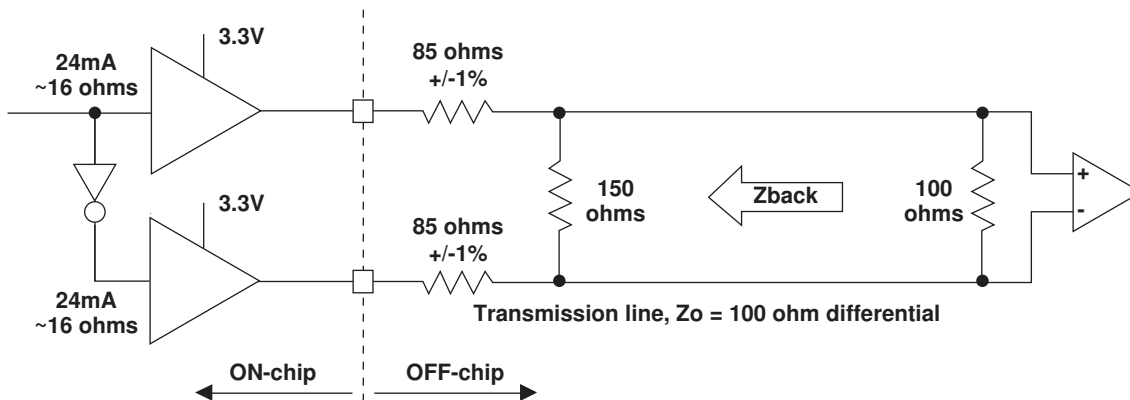 3.3V
24mA
~16 ohms
85 ohms
+/-1%
150
ohms
Zback
100
ohms
+
-
3.3V
85 ohms
+/-1%
24mA
~16 ohms
Transmission line, Zo = 100 ohm differential
ON-chip
OFF-chip